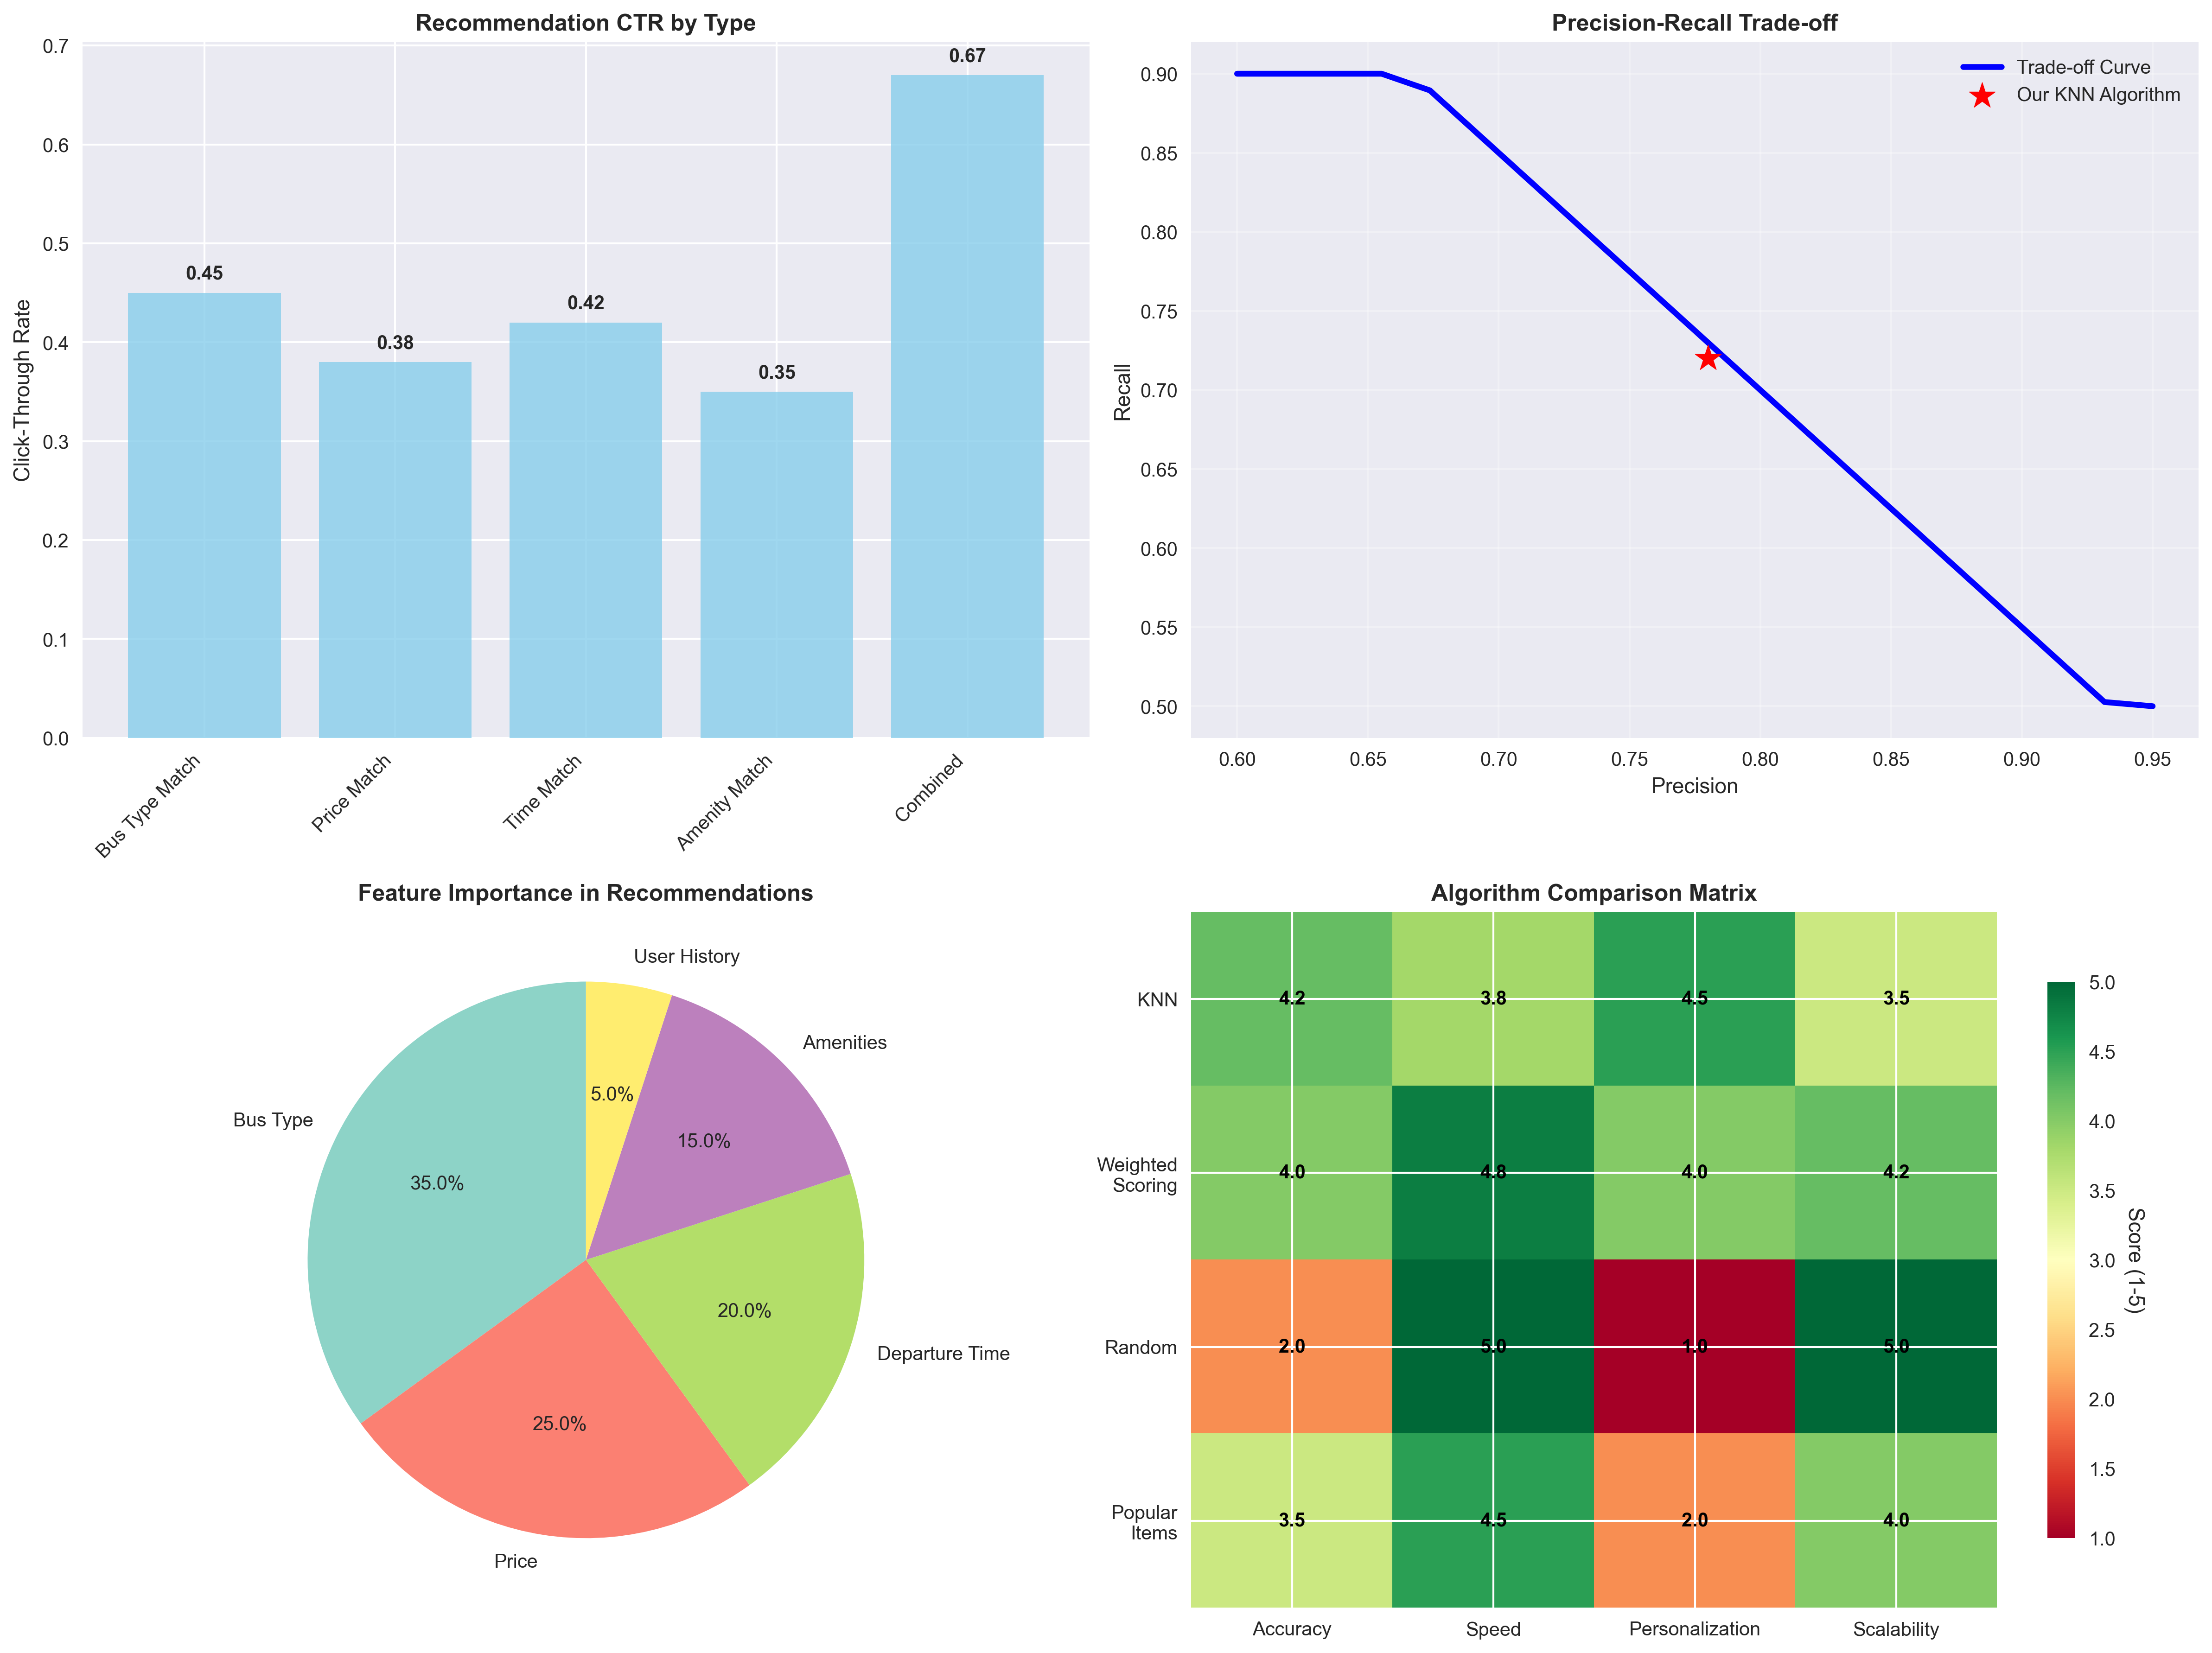 Recommendation CTR by Type
Click-Through Rate
0.7
0.6
0.5
0.4
0.3
0.2
0.1
0.0
0.45
0.38
0.42
0.35
0.67
Bus Type Match
Price Match
Time Match
Amenity Match
Combined
Precision-Recall Trade-off
Trade-off Curve
Our KNN Algorithm
Recall
0.90
0.85
0.80
0.75
0.70
0.65
0.60
0.55
0.50
0.60
0.65
0.70
0.75
0.80
0.85
0.90
0.95
Precision
Feature Importance in Recommendations
User History
5.0%
Amenities
15.0%
Bus Type
35.0%
20.0%
Departure Time
25.0%
Price
Algorithm Comparison Matrix
KNN
4.2
3.8
4.5
3.5
Weighted
Scoring
4.0
4.8
4.0
4.2
Random
2.0
5.0
1.0
5.0
Popular
Items
3.5
4.5
2.0
4.0
Accuracy
Speed
Personalization
Scalability
5.0
4.5
4.0
3.5
3.0
2.5
2.0
1.5
1.0
Score (1-5)